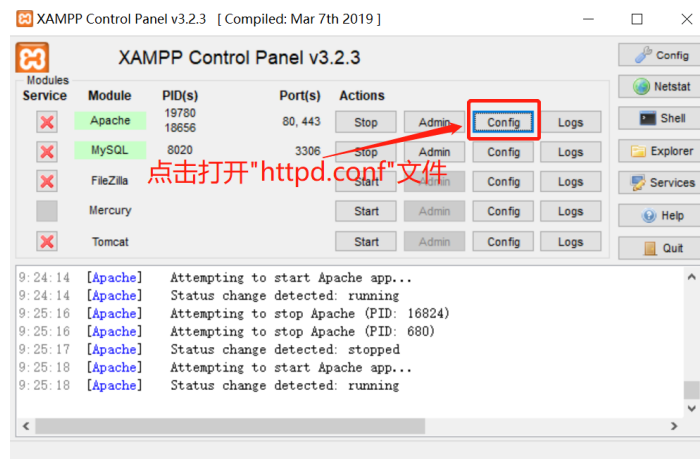 XAMPP Control Panel v3.2.3 [ Compiled: Mar 7th 2019 ]
XAMPP Control Panel v3.2.3
Config
Modules
Service Module PID(s) Port(s) Actions
Netstat
Apache 19780 18656 80, 443 Stop Admin Config Logs
Shell
MySQL 8020 3306 Stop Admin Config Logs
Explorer
点击打开"httpd.conf"文件
FileZilla Start Admin Config Logs
Services
Mercury Start Admin Config Logs
Help
Tomcat Start Admin Config Logs
Quit
9:24:14 [Apache] Attempting to start Apache app...
9:24:14 [Apache] Status change detected: running
9:25:16 [Apache] Attempting to stop Apache (PID: 16824)
9:25:16 [Apache] Attempting to stop Apache (PID: 680)
9:25:17 [Apache] Status change detected: stopped
9:25:18 [Apache] Attempting to start Apache app...
9:25:18 [Apache] Status change detected: running